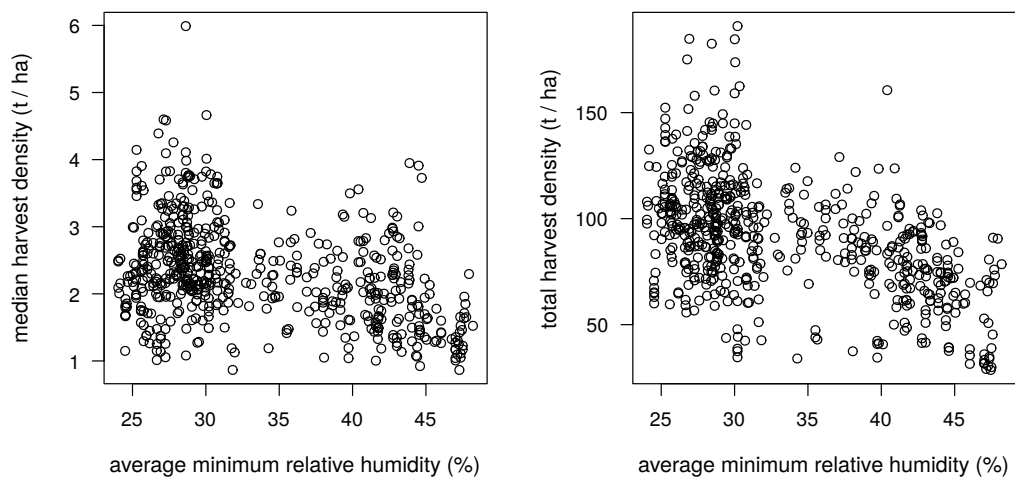 median harvest density (t / ha)
6
5
4
3
2
1
25 30 35 40 45
average minimum relative humidity (%)
total harvest density (t / ha)
150
100
50
25 30 35 40 45
average minimum relative humidity (%)